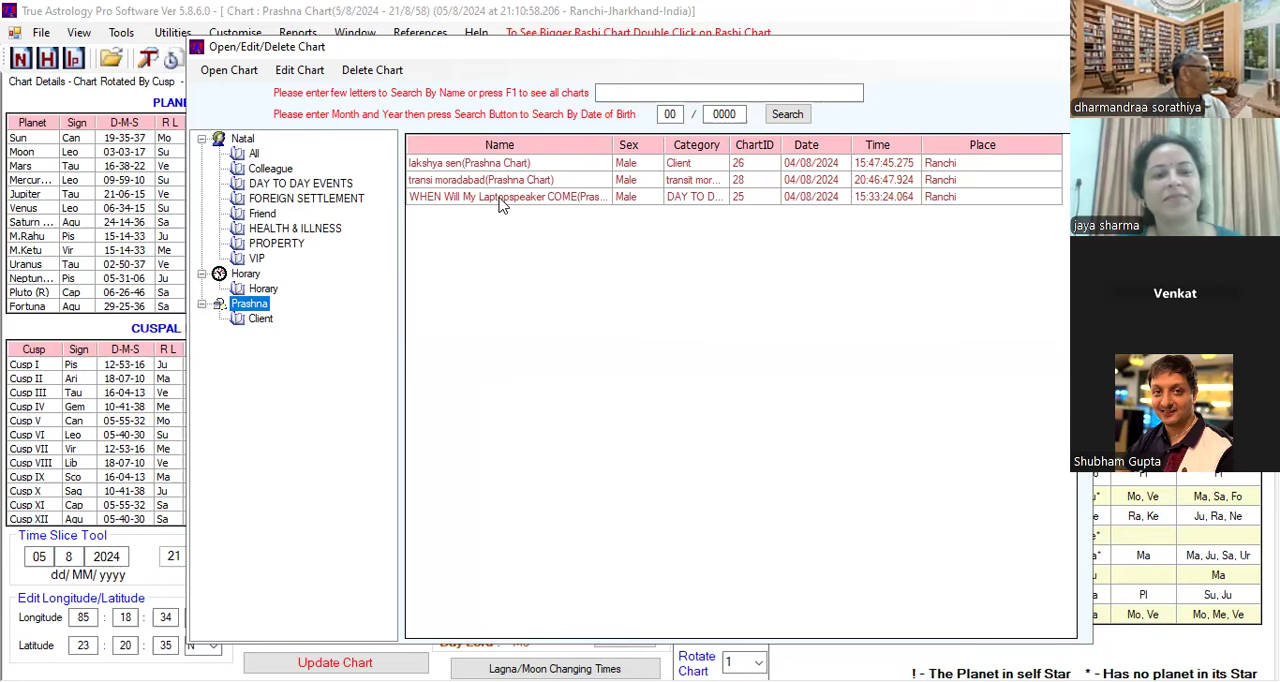 True Astrology Pro Software Ver 5.8.6.0 - [ Chart : Prashna Chart(5/8/2024 - 21/8/58) (05/8/2024 at 21:10:58.206 - Ranchi-Jharkhand-India)]
File View Tools Utilities Customise Reports Window References Help To See Bigger Rashi Chart Double Click on Rashi Chart
Open/Edit/Delete Chart
Open Chart Edit Chart Delete Chart
Chart Details - Chart Rotated By Cusp -
Please enter few letters to Search By Name or press F1 to see all charts
Please enter Month and Year then press Search Button to Search By Date of Birth 00 / 0000 Search
Natal
All
Colleague
DAY TO DAY EVENTS
FOREIGN SETTLEMENT
Friend
HEALTH & ILLNESS
PROPERTY
VIP
Horary
Horary
Prashna
Client
Name Sex Category ChartID Date Time Place
lakshya sen(Prashna Chart) Male Client 26 04/08/2024 15:47:45.275 Ranchi
transi moradabad(Prashna Chart) Male transit mor... 28 04/08/2024 20:46:47.924 Ranchi
WHEN Will My Laptopspeaker COME(Pras... Male DAY TO D... 25 04/08/2024 15:33:24.064 Ranchi
PLANE
Planet Sign D-M-S R L
Sun Can 19-35-37 Mo
Moon Leo 03-03-17 Su
Mars Tau 16-38-22 Ve
Mercur... Leo 09-59-10 Su
Jupiter Tau 21-06-15 Ve
Venus Leo 06-34-15 Su
Saturn ... Aqu 24-14-36 Sa
M.Rahu Pis 15-14-33 Ju
M.Ketu Vir 15-14-33 Me
Uranus Tau 02-50-37 Ve
Neptun... Pis 05-31-06 Ju
Pluto (R) Cap 06-26-46 Sa
Fortuna Aqu 29-25-36 Sa
CUSPAL
Cusp Sign D-M-S R L
Cusp I Pis 12-53-16 Ju
Cusp II Ari 18-07-10 Ma
Cusp III Tau 16-04-13 Ve
Cusp IV Gem 10-41-38 Me
Cusp V Can 05-55-32 Mo
Cusp VI Leo 05-40-30 Su
Cusp VII Vir 12-53-16 Me
Cusp VIII Lib 18-07-10 Ve
Cusp IX Sco 16-04-13 Ma
Cusp X Sag 10-41-38 Ju
Cusp XI Cap 05-55-32 Sa
Cusp XII Aqu 05-40-30 Sa
Time Slice Tool
05 8 2024 21
dd/ MM/ yyyy
Edit Longitude/Latitude
Longitude 85 : 18 : 34
Latitude 23 : 20 : 35 N
Update Chart
Lagna/Moon Changing Times
Rotate
Chart 1
Mo, Ve Ma, Sa, Fo
Ra, Ke Ju, Ra, Ne
Ma Ma, Ju, Sa, Ur
Ma
Pl Su, Ju
Mo, Ve Mo, Me, Ve
! - The Planet in self Star * - Has no planet in its Star
dharmandraa sorathiya
jaya sharma
Venkat
Shubham Gupta